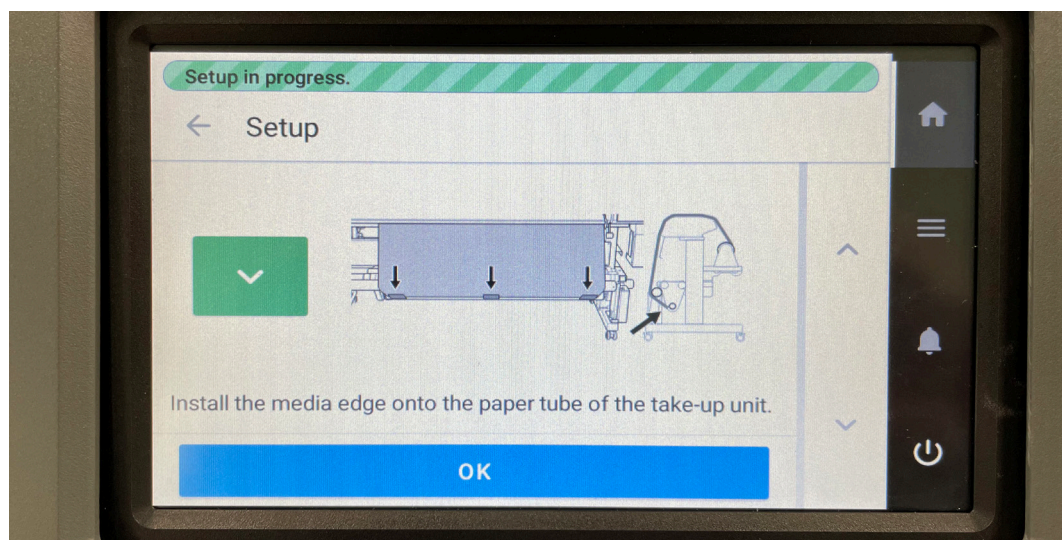 Setup in progress.
Setup
Install the media edge onto the paper tube of the take-up unit.
OK